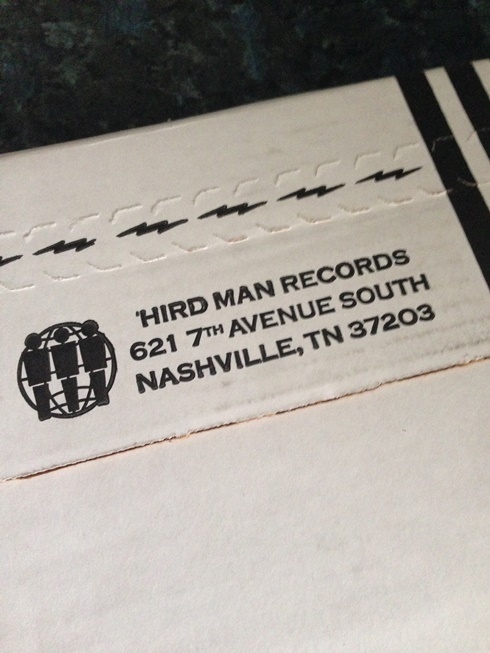 'HIRD MAN RECORDS
621 7TH AVENUE SOUTH
NASHVILLE, TN 37203